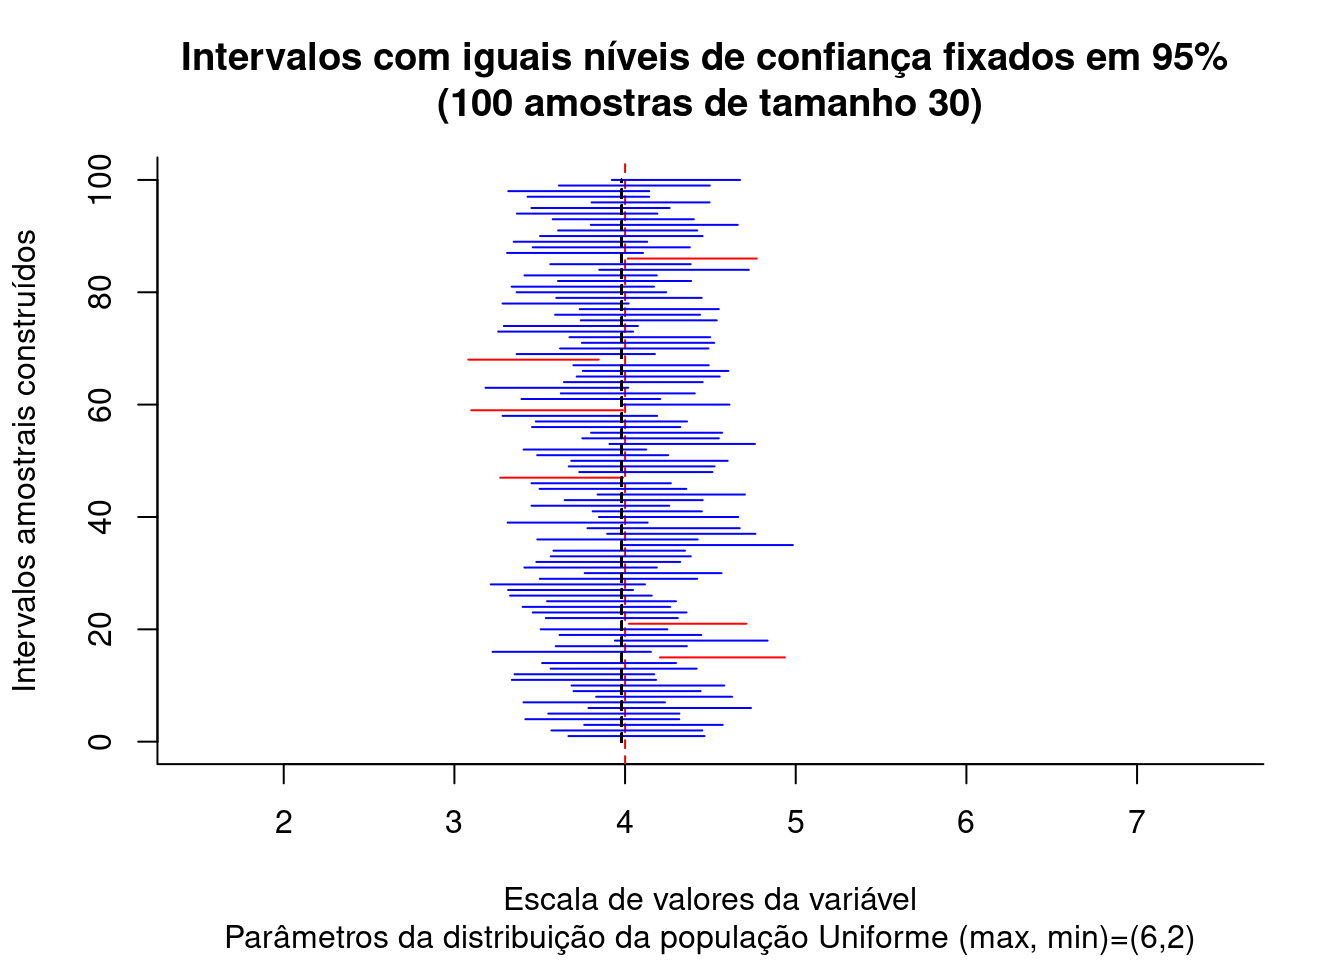 Intervalos com iguais níveis de confiança fixados em 95%
(100 amostras de tamanho 30)
Intervalos amostrais construídos
100
80
60
40
20
0
2 3 4 5 6 7
Escala de valores da variável
Parâmetros da distribuição da população Uniforme (max, min)=(6,2)